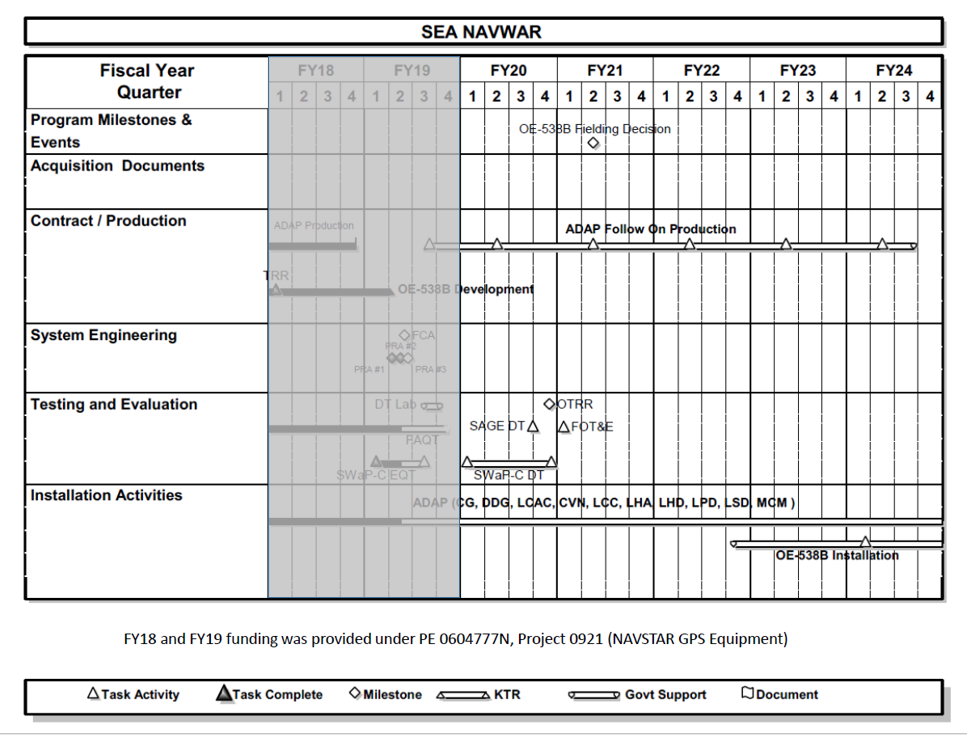 SEA NAVWAR
Fiscal Year FY18 FY19 FY20 FY21 FY22 FY23 FY24
Quarter 1 2 3 4 1 2 3 4 1 2 3 4 1 2 3 4 1 2 3 4 1 2 3 4 1 2 3 4
Program Milestones &
Events
OE-538B Fielding Decision
Acquisition Documents
Contract / Production
ADAP Production
ADAP Follow On Production
TRR
OE-538B Development
System Engineering
FCA
PRA #2
PRA #1 PRA #3
Testing and Evaluation
DT Lab OTRR
SAGE DT FOT&E
PAQT
SWaP-C EQT SWaP-C DT
Installation Activities
ADAP (CG, DDG, LCAC, CVN, LCC, LHA, LHD, LPD, LSD, MCM )
OE-538B Installation
FY18 and FY19 funding was provided under PE 0604777N, Project 0921 (NAVSTAR GPS Equipment)
Task Activity Task Complete Milestone KTR Govt Support Document